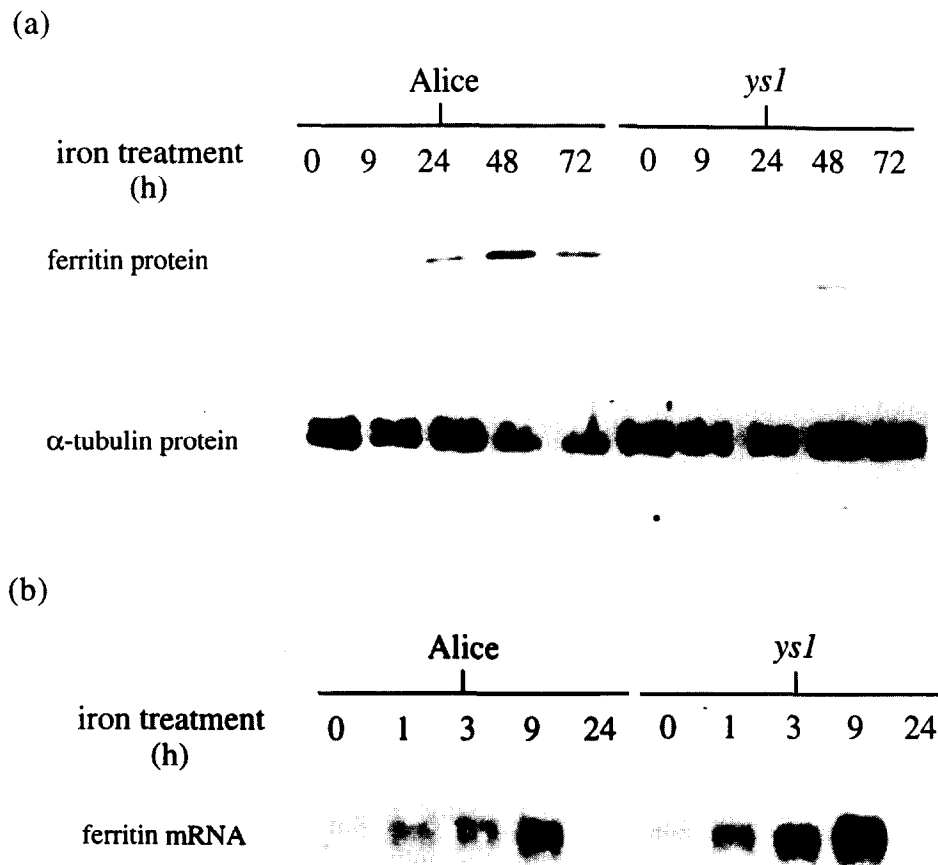 (a)
Alice ys1
iron treatment 0 9 24 48 72 0 9 24 48 72
(h)
ferritin protein
α-tubulin protein
(b)
Alice ys1
iron treatment 0 1 3 9 24 0 1 3 9 24
(h)
ferritin mRNA